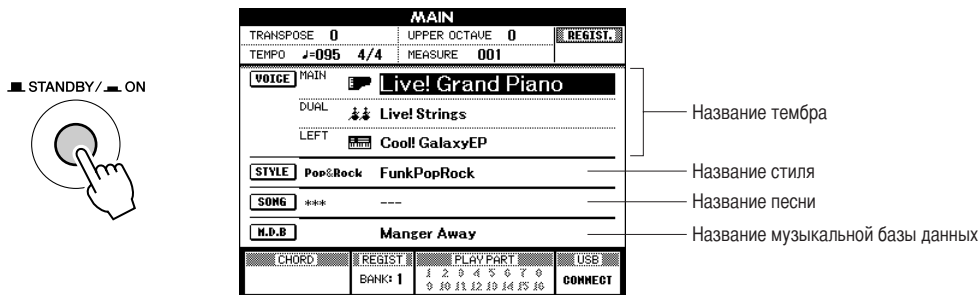 MAIN
TRANSPOSE 0 UPPER OCTAVE 0 REGIST.
TEMPO ♩=095 4/4 MEASURE 001
STANDBY/ ON
VOICE MAIN Live! Grand Piano
DUAL Live! Strings
LEFT Cool! GalaxyEP
Название тембра
STYLE Pop&Rock FunkPopRock
Название стиля
SONG *** ---
Название песни
M.D.B Manger Away
Название музыкальной базы данных
CHORD REGIST PLAY PART USB
BANK: 1 1 2 3 4 5 6 7 8 CONNECT
9 10 11 12 13 14 15 16